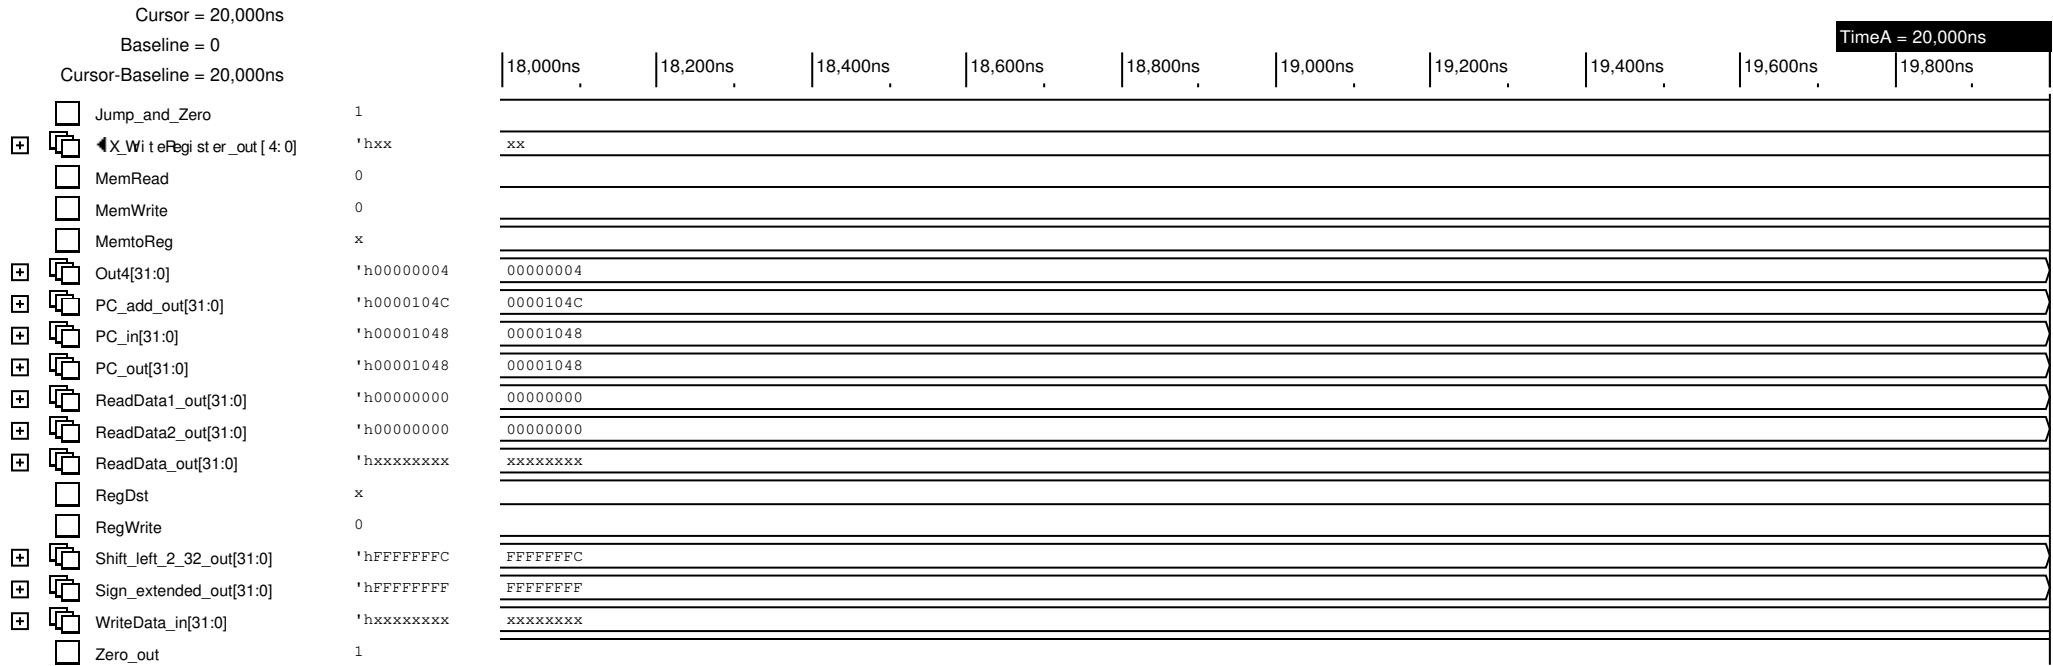 Cursor = 20,000ns
Baseline = 0
Cursor-Baseline = 20,000ns
TimeA = 20,000ns
18,000ns 18,200ns 18,400ns 18,600ns 18,800ns 19,000ns 19,200ns 19,400ns 19,600ns 19,800ns
Jump_and_Zero 1
X_WriteRegister_out[4:0] 'hxx xx
MemRead 0
MemWrite 0
MemtoReg x
Out4[31:0] 'h00000004 00000004
PC_add_out[31:0] 'h0000104C 0000104C
PC_in[31:0] 'h00001048 00001048
PC_out[31:0] 'h00001048 00001048
ReadData1_out[31:0] 'h00000000 00000000
ReadData2_out[31:0] 'h00000000 00000000
ReadData_out[31:0] 'hxxxxxxxx xxxxxxxx
RegDst x
RegWrite 0
Shift_left_2_32_out[31:0] 'hFFFFFFFC FFFFFFFC
Sign_extended_out[31:0] 'hFFFFFFFF FFFFFFFF
WriteData_in[31:0] 'hxxxxxxxx xxxxxxxx
Zero_out 1